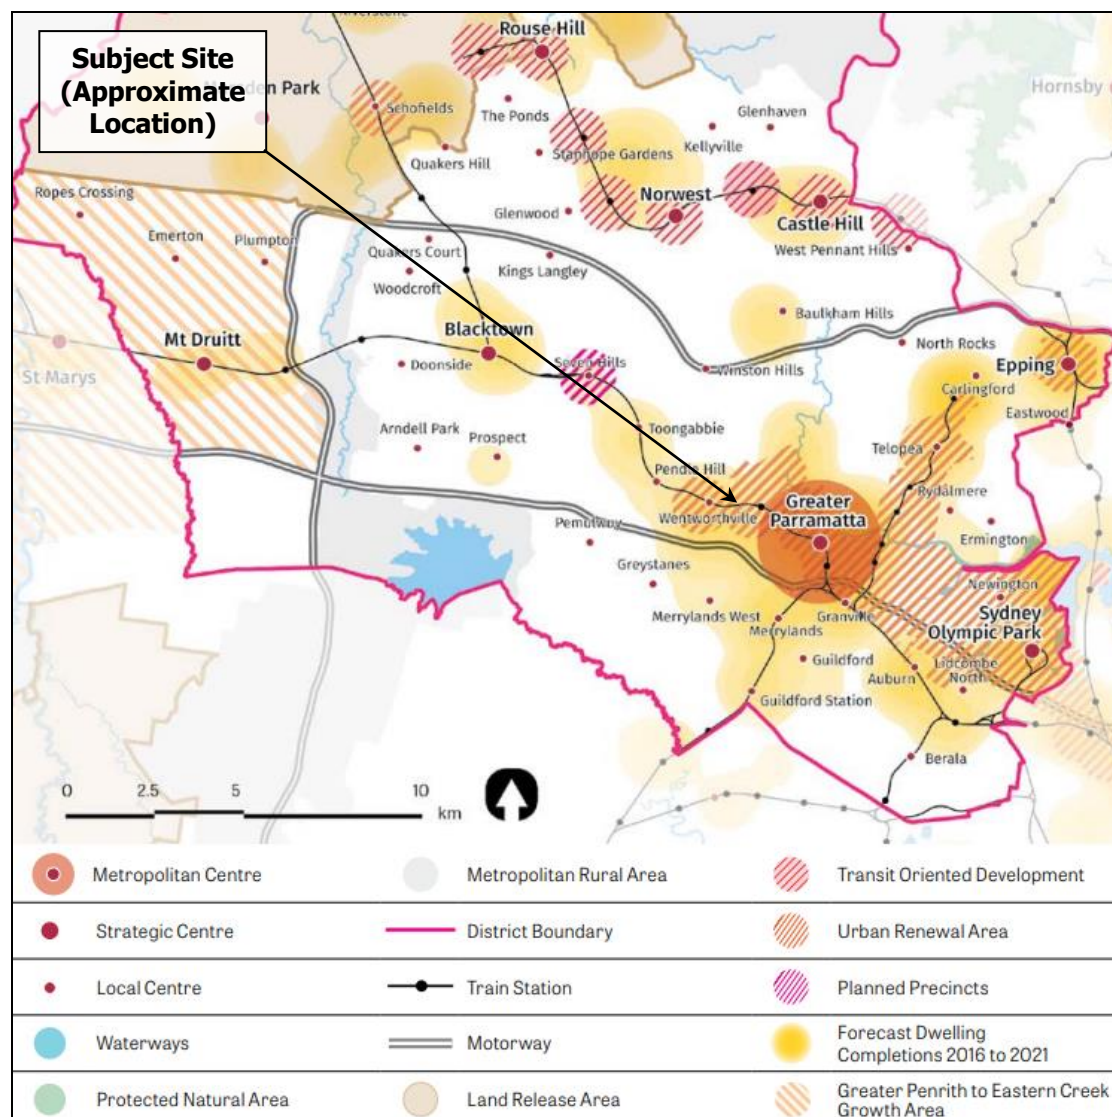 Riverstone
Rouse Hill
Subject Site
(Approximate
Location)
den Park
Schofields
The Ponds
Glenhaven
Hornsby
Quakers Hill
Stanhope Gardens
Kellyville
Ropes Crossing
Norwest
Castle Hill
Glenwood
Emerton
Plumpton
Quakers Court
West Pennant Hills
Kings Langley
Woodcroft
Baulkham Hills
Blacktown
Mt Druitt
North Rocks
Epping
St Marys
Doonside
Seven Hills
Winston Hills
Carlingford
Eastwood
Arndell Park
Prospect
Toongabbie
Telopea
Pendle Hill
Rydalmere
Greater
Parramatta
Wentworthville
Pemulwuy
Ermington
Greystanes
Newington
Merrylands West
Granville
Sydney
Olympic Park
Merrylands
Guildford
Lidcombe
North
Auburn
Guildford Station
Berala
0 2.5 5 10
km
Metropolitan Centre
Metropolitan Rural Area
Transit Oriented Development
Strategic Centre
District Boundary
Urban Renewal Area
Local Centre
Train Station
Planned Precincts
Waterways
Motorway
Forecast Dwelling
Completions 2016 to 2021
Protected Natural Area
Land Release Area
Greater Penrith to Eastern Creek
Growth Area